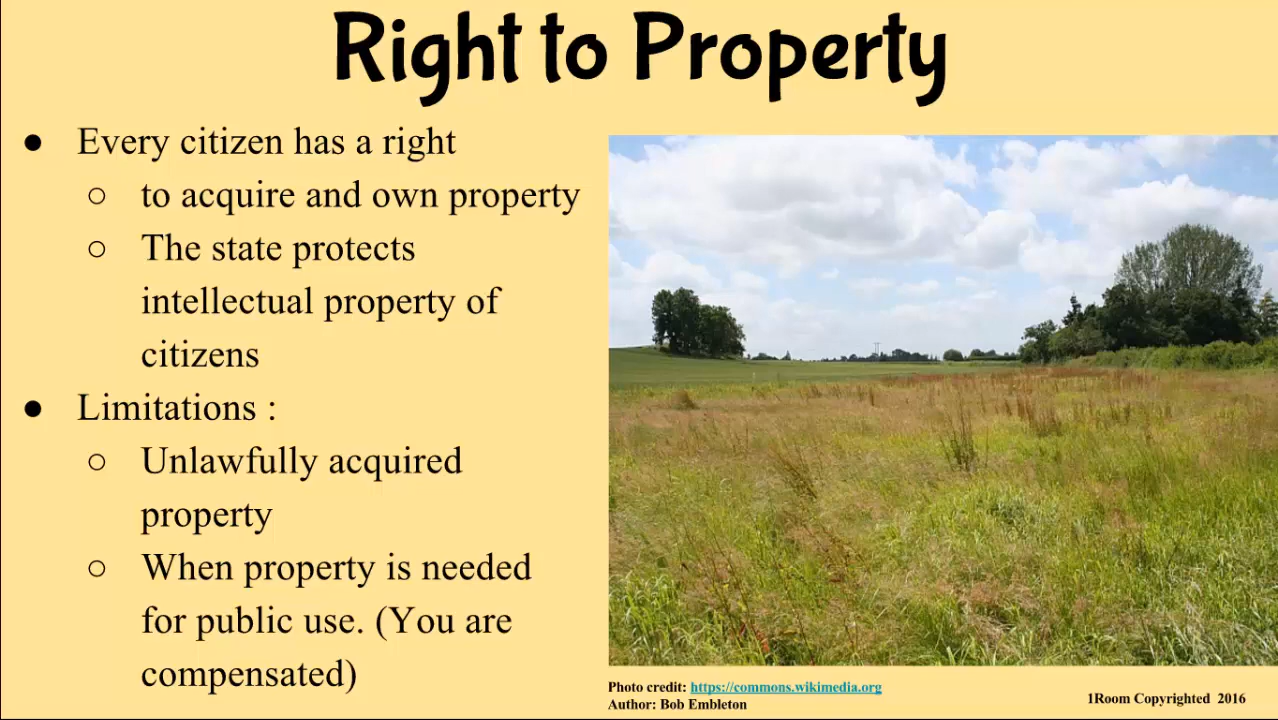 Right to Property
● Every citizen has a right
○ to acquire and own property
○ The state protects
intellectual property of
citizens
● Limitations :
○ Unlawfully acquired
property
○ When property is needed
for public use. (You are
compensated)
Photo credit: https://commons.wikimedia.org
Author: Bob Embleton
1Room Copyrighted 2016